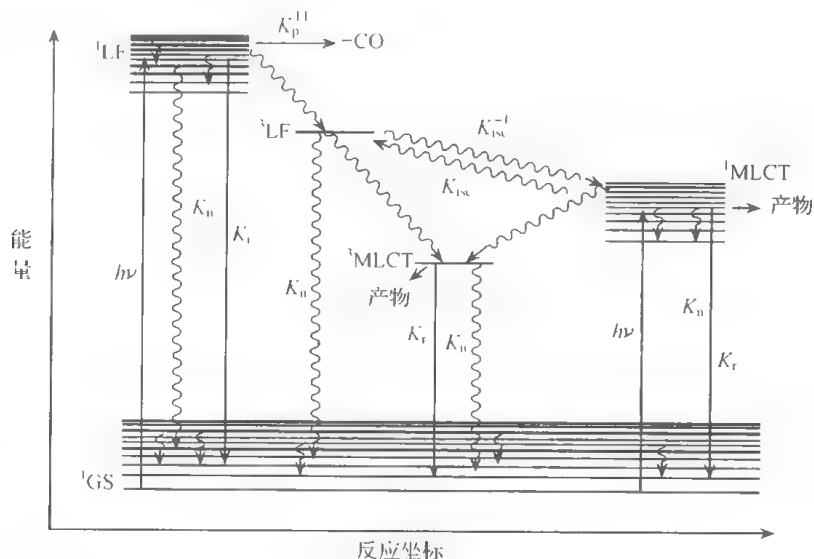 ¹LF
K_p^11
-CO
³LF
K_isc^-1
K_isc
¹MLCT
产物
能量
hν
K_n
K_r
K_n
³MLCT
产物
K_r
K_n
hν
K_n
K_r
¹GS
反应坐标